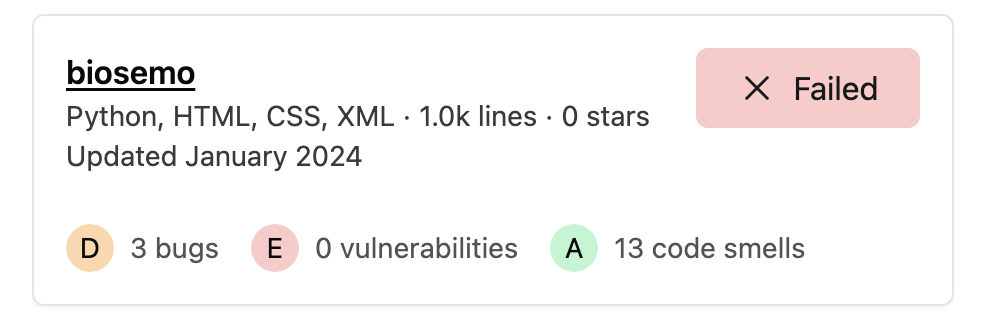 biosemo
Failed
Python, HTML, CSS, XML · 1.0k lines · 0 stars
Updated January 2024
D 3 bugs E 0 vulnerabilities A 13 code smells